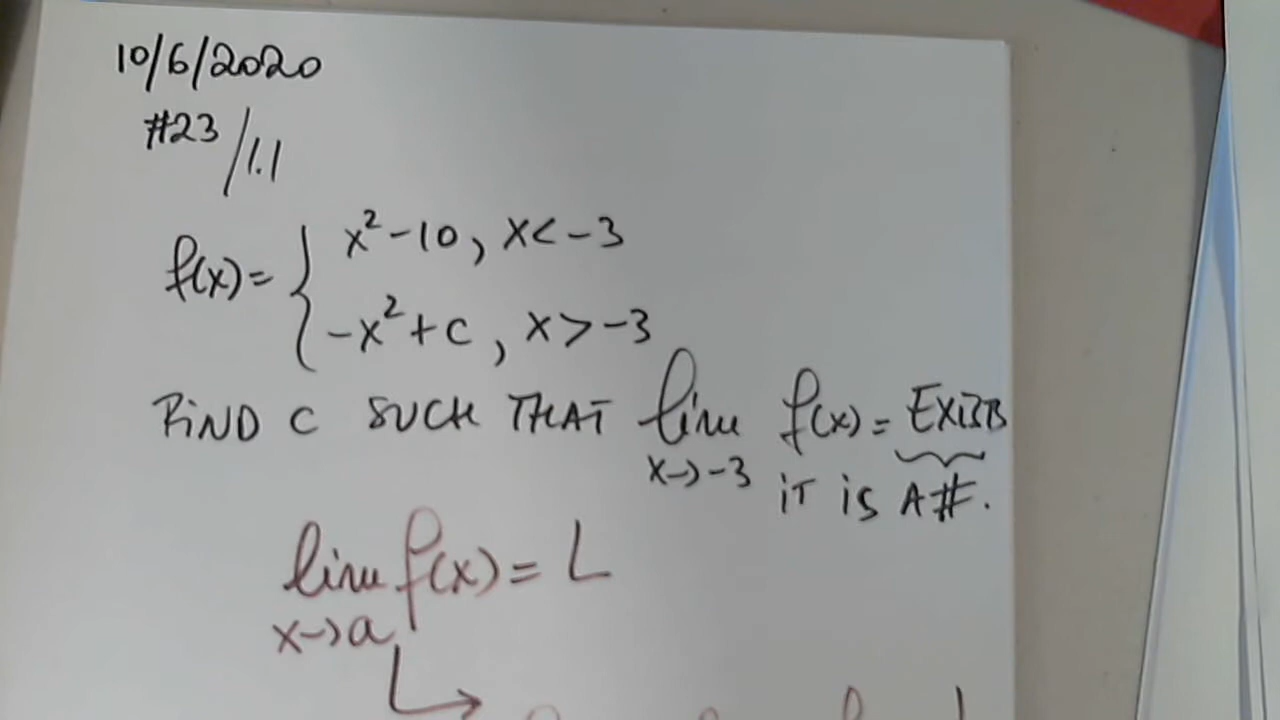 10/6/2020
#23/1.1
f(x) = { x² - 10, x < -3
-x² + c, x > -3
FIND C SUCH THAT lim f(x) = EXISTS
x→-3 iT iS A#.
lim f(x) = L
x→a